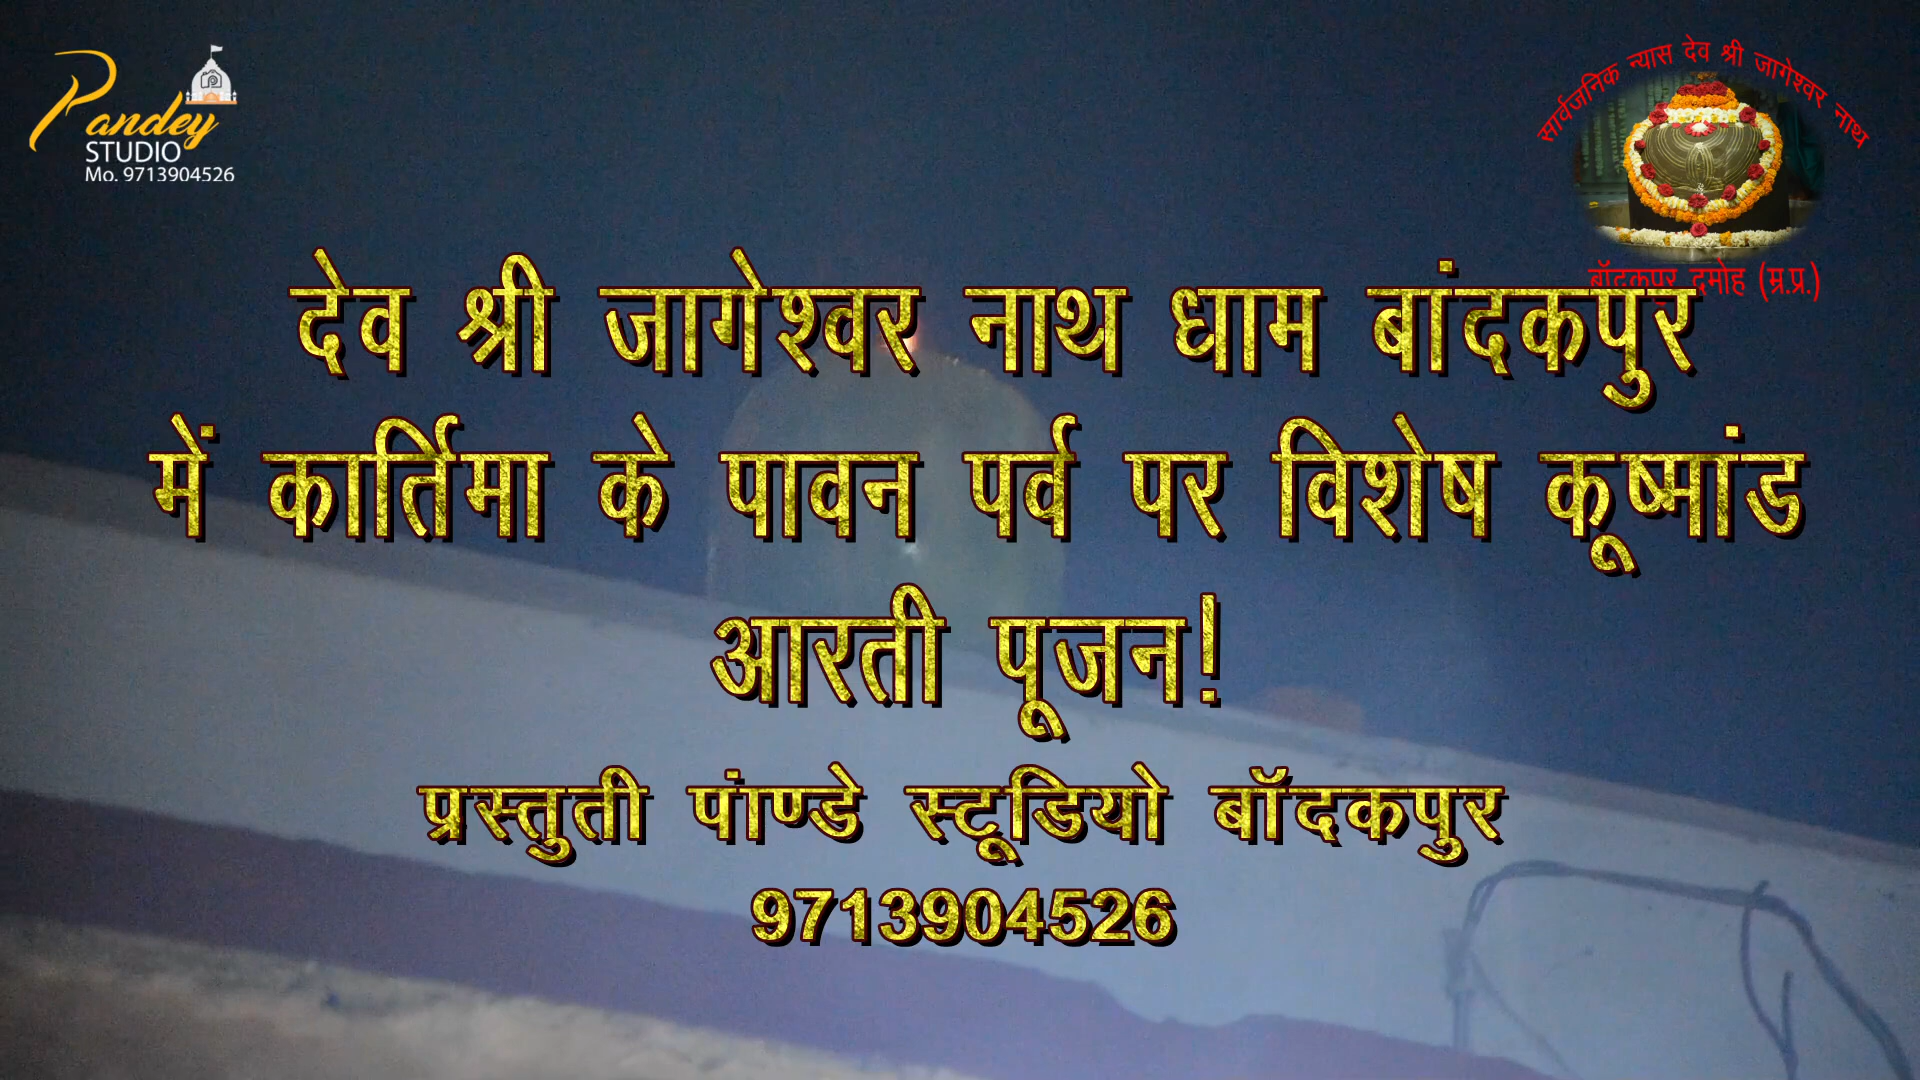 Pandey
STUDIO
Mo. 9713904526
सार्वजनिक न्यास देव श्री जागेश्वर नाथ
बॉदकपुर दमोह (म.प्र.)
देव श्री जागेश्वर नाथ धाम बांदकपुर
में कार्तिमा के पावन पर्व पर विशेष कूष्मांड
आरती पूजन!
प्रस्तुती पांण्डे स्टूडियो बॉदकपुर
9713904526